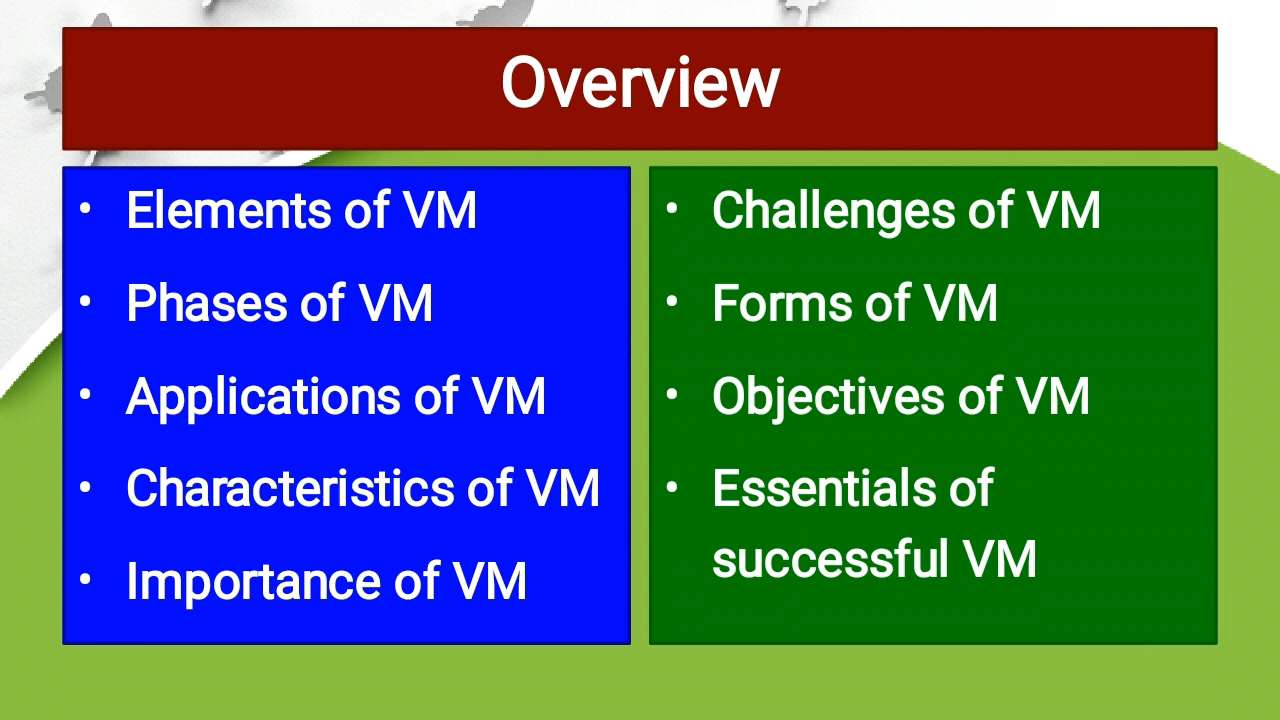 Overview
• Elements of VM
• Phases of VM
• Applications of VM
• Characteristics of VM
• Importance of VM
• Challenges of VM
• Forms of VM
• Objectives of VM
• Essentials of
successful VM